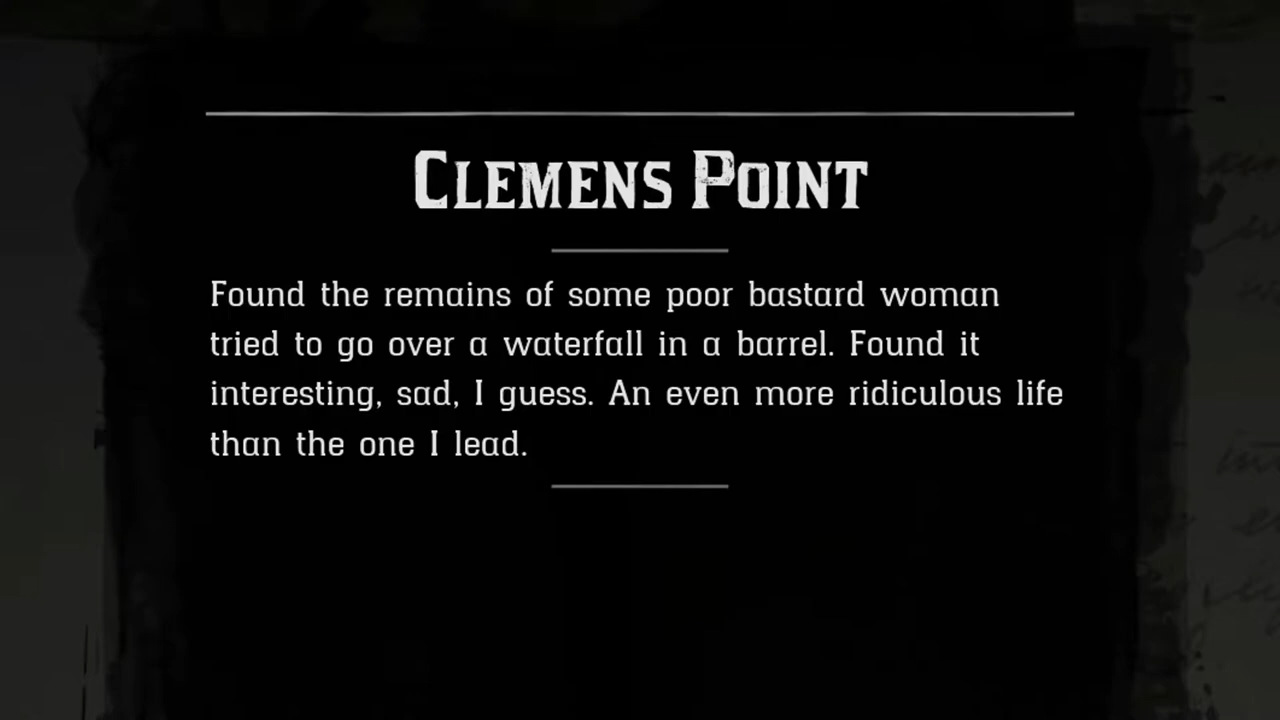 Clemens Point
Found the remains of some poor bastard woman
tried to go over a waterfall in a barrel. Found it
interesting, sad, I guess. An even more ridiculous life
than the one I lead.